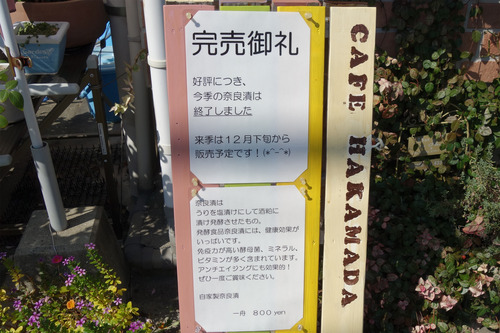 完売御礼
好評につき、
今季の奈良漬は
終了しました
来季は12月下旬から
販売予定です!(*^-^*)
奈良漬は
うりを塩漬けにして酒粕に
漬け発酵させたもの。
発酵食品奈良漬には、健康効果が
いっぱいです。
免疫力が高い酵母菌、ミネラル、
ビタミンが多く含まれています。
アンチエイジングにも効果的!
ぜひ一度ご賞味ください。
自家製奈良漬
一舟 800yen
CAFE HAKAMADA